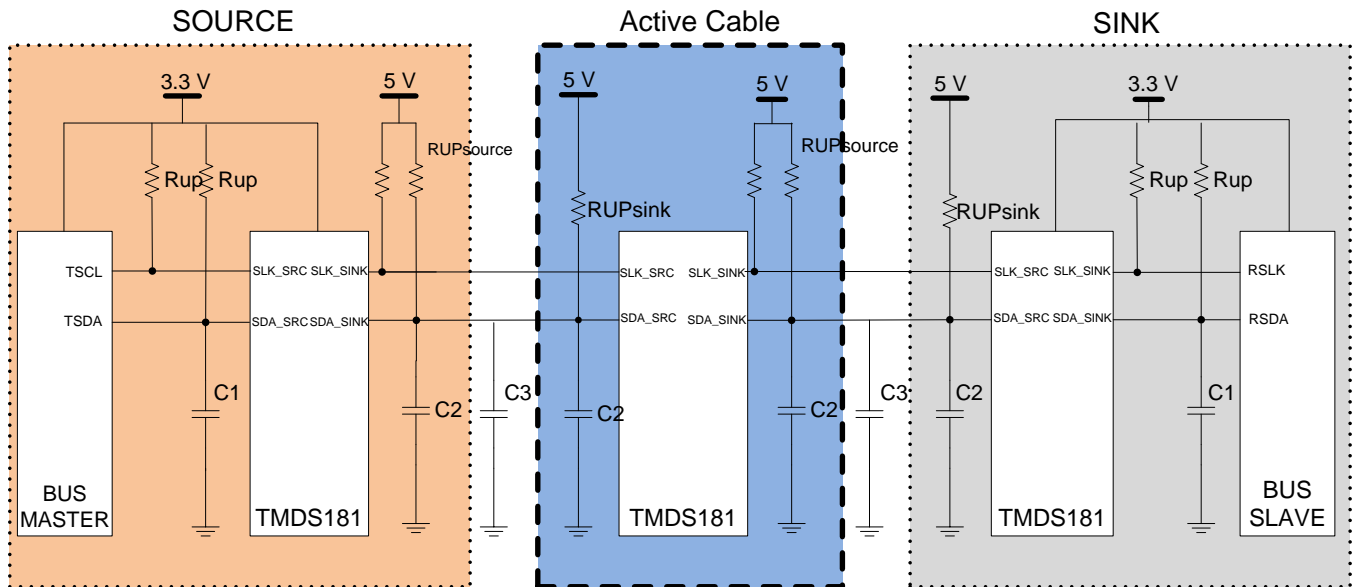 SOURCE
Active Cable
SINK
3.3 V
5 V
5 V
5 V
5 V
3.3 V
RUPsource
RUPsource
Rup
Rup
RUPsink
RUPsink
Rup
Rup
TSCL
SLK_SRC
SLK_SINK
SLK_SRC
SLK_SINK
SLK_SRC
SLK_SINK
RSLK
TSDA
SDA_SRC
SDA_SINK
SDA_SRC
SDA_SINK
SDA_SRC
SDA_SINK
RSDA
C1
C2
C3
C2
C2
C3
C2
C1
BUS
MASTER
TMDS181
TMDS181
TMDS181
BUS
SLAVE